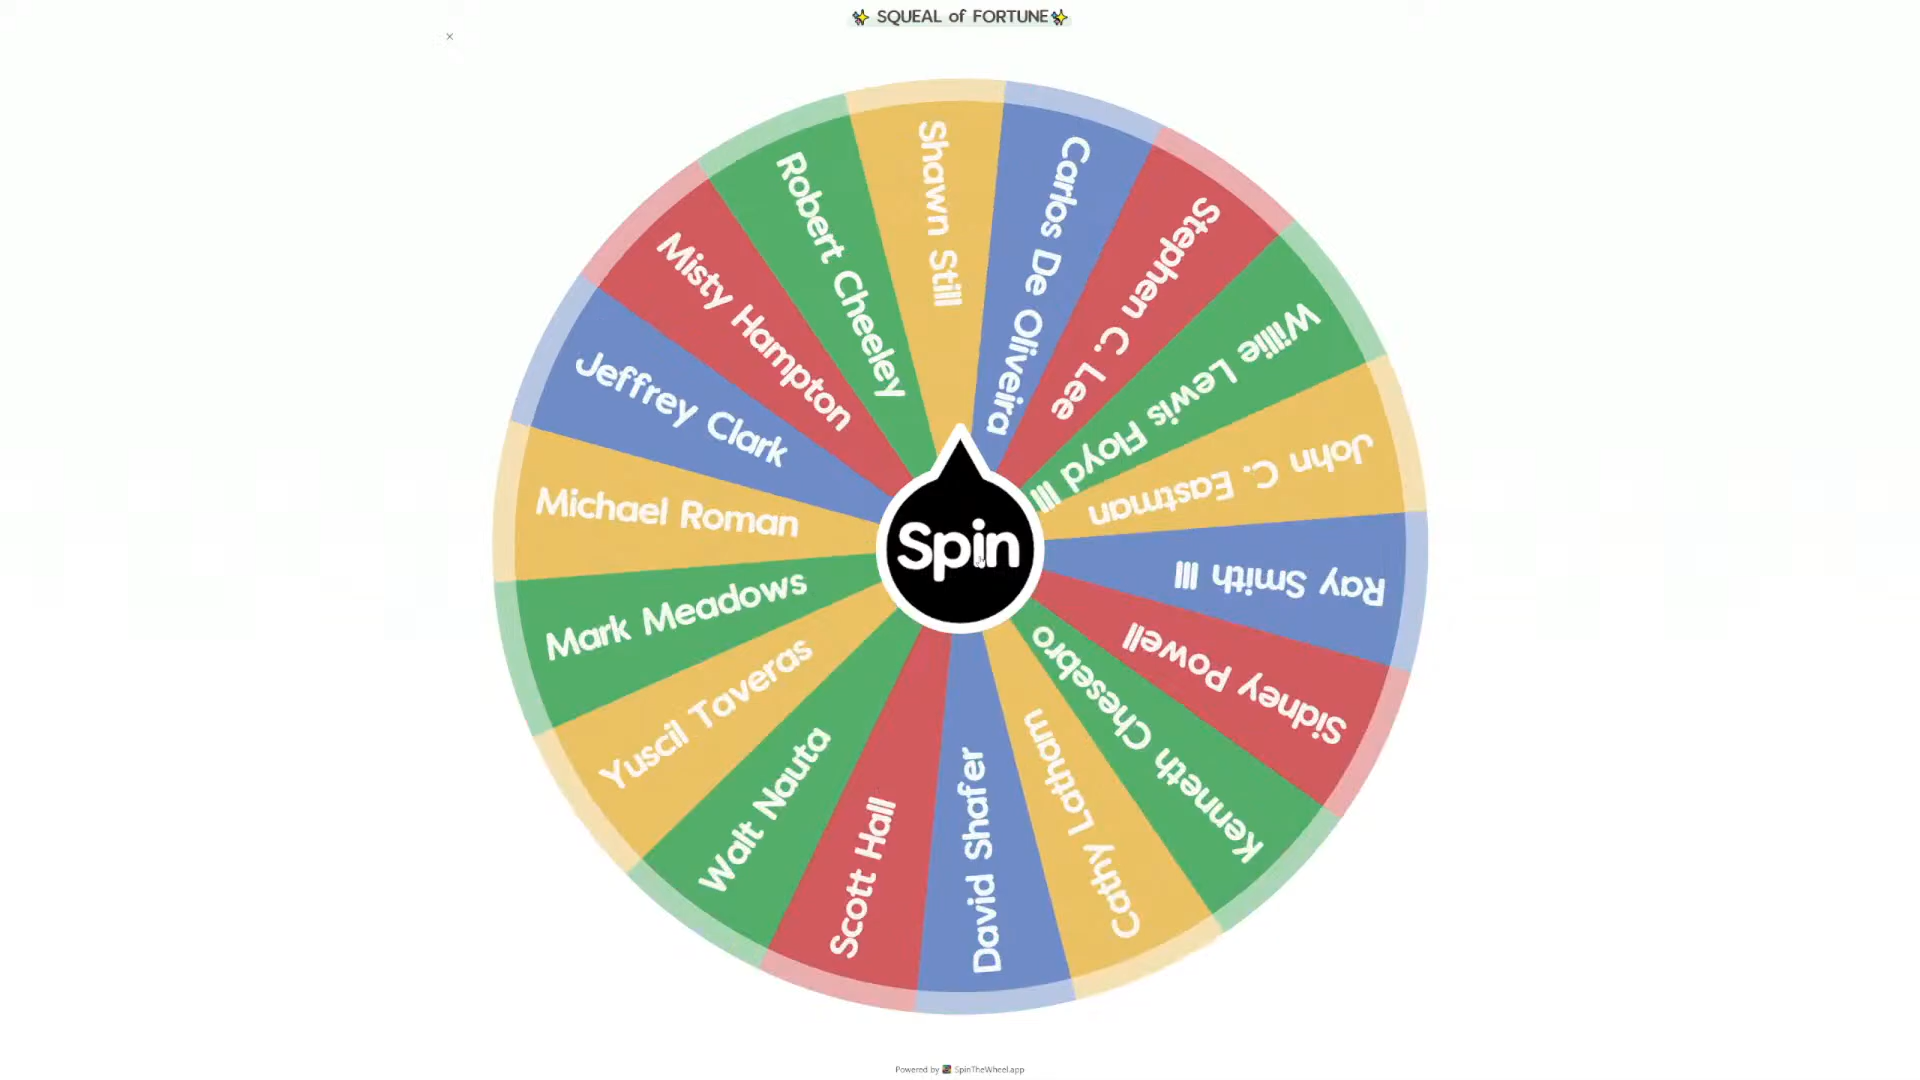 ✨ SQUEAL of FORTUNE✨
×
Shawn Still
Carlos De Oliveira
Stephen C. Lee
Willie Lewis Floyd III
John C. Eastman
Ray Smith III
Sidney Powell
Kenneth Chesebro
Cathy Latham
David Shafer
Scott Hall
Walt Nauta
Yuscil Taveras
Mark Meadows
Michael Roman
Jeffrey Clark
Misty Hampton
Robert Cheeley
Spin
Powered by SpinTheWheel.app